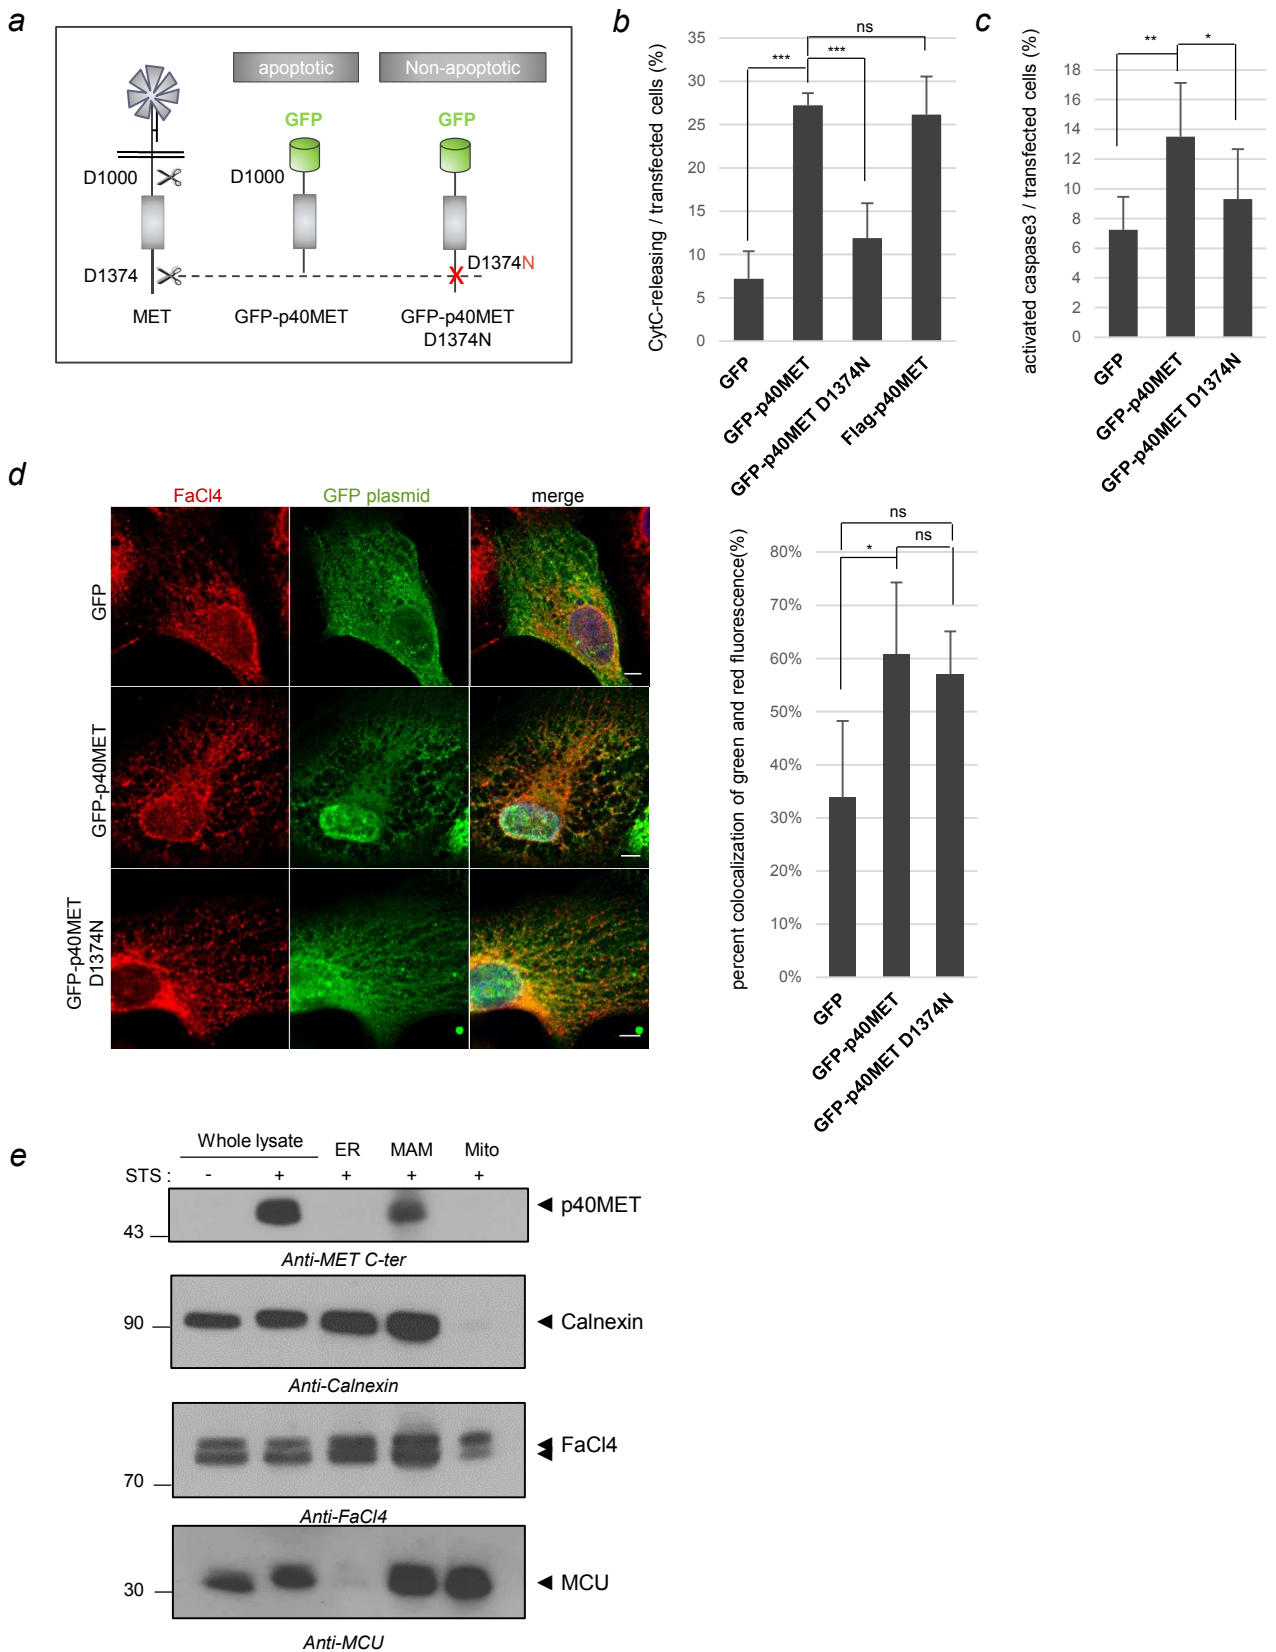 a
apoptotic
Non-apoptotic
GFP
GFP
D1000
D1000
D1374N
D1374
X
MET
GFP-p40MET
GFP-p40MET
D1374N
b
CytC-releasing / transfected cells (%)
35
30
25
20
15
10
5
0
***
***
ns
GFP
GFP-p40MET
GFP-p40MET D1374N
Flag-p40MET
c
activated caspase3 / transfected cells (%)
18
16
14
12
10
8
6
4
2
0
**
*
GFP
GFP-p40MET
GFP-p40MET D1374N
d
FaCl4
GFP plasmid
merge
GFP
GFP-p40MET
GFP-p40MET
D1374N
percent colocalization of green and red fluorescence(%)
80%
70%
60%
50%
40%
30%
20%
10%
0%
ns
*
ns
GFP
GFP-p40MET
GFP-p40MET D1374N
e
Whole lysate
ER
MAM
Mito
STS : - + + + +
43
p40MET
Anti-MET C-ter
90
Calnexin
Anti-Calnexin
FaCl4
70
Anti-FaCl4
30
MCU
Anti-MCU